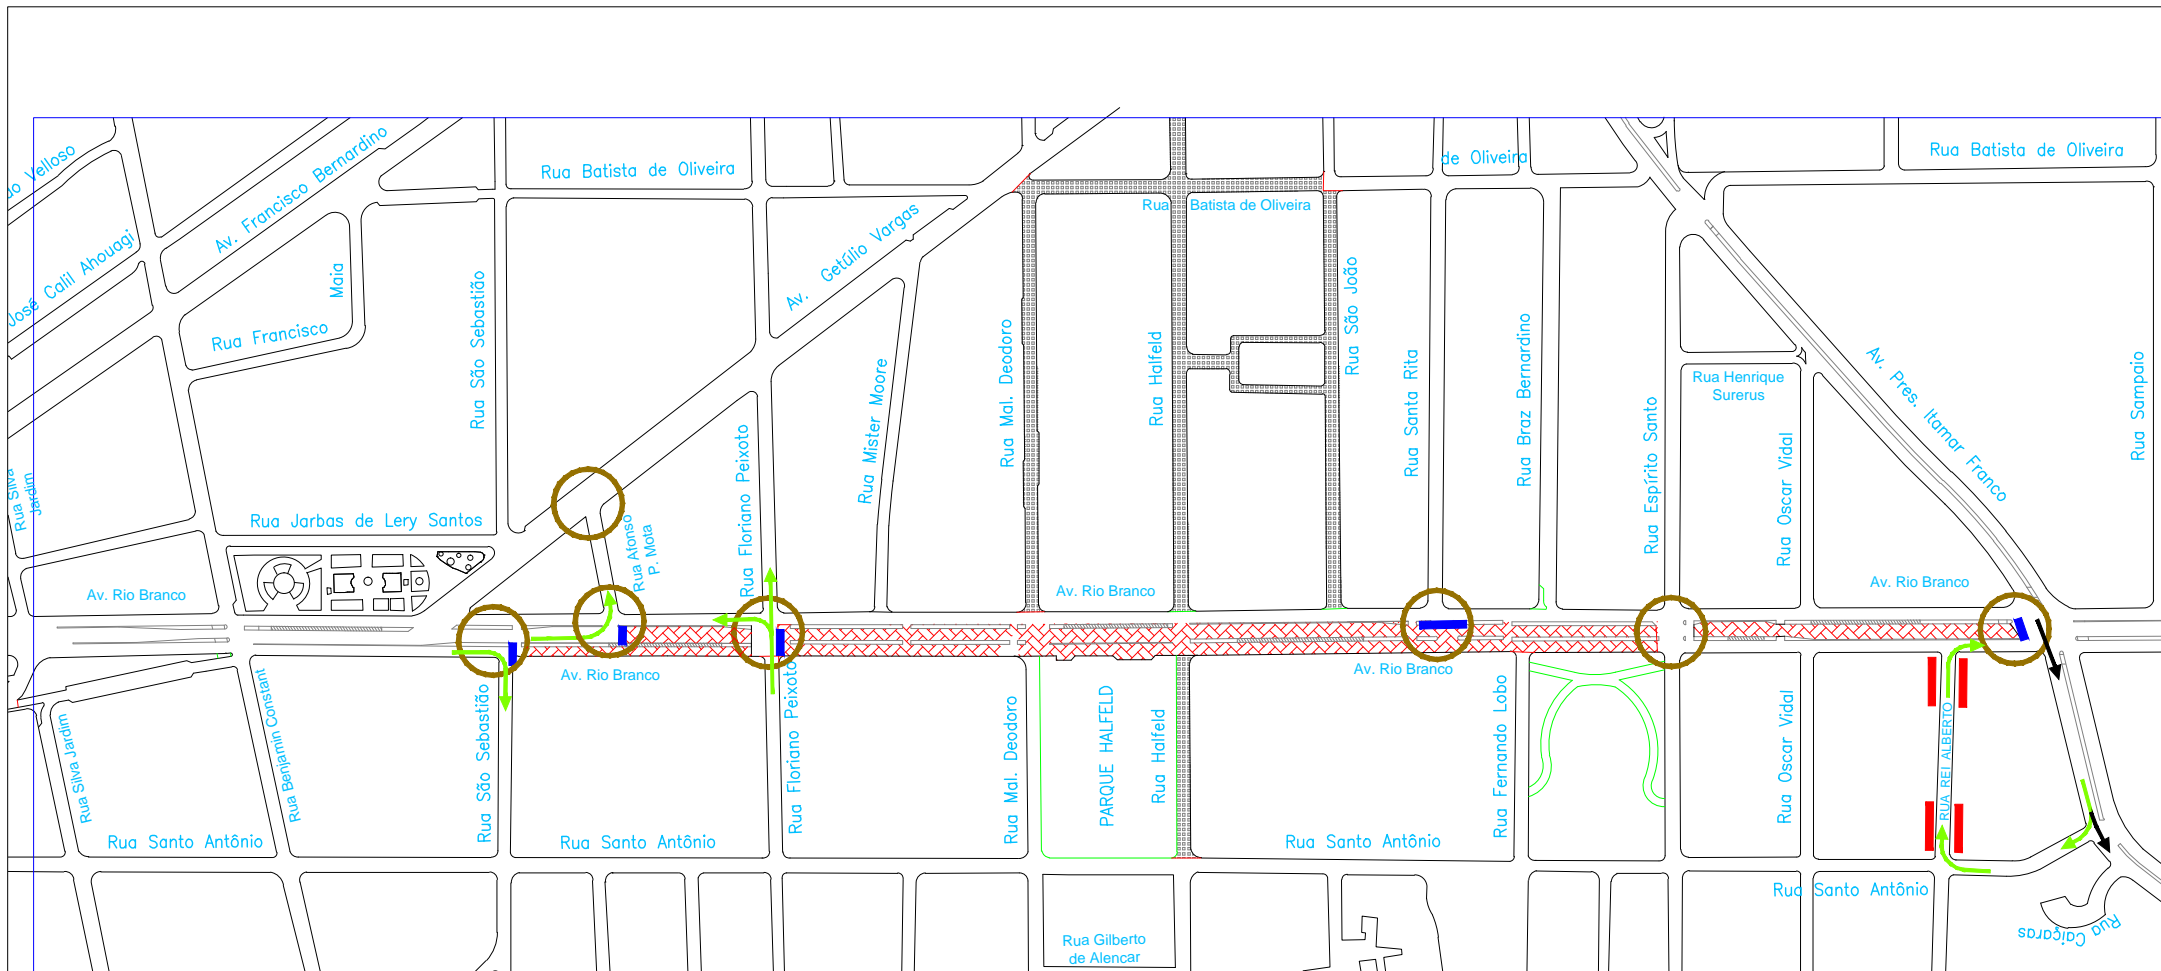 Velloso
Av. Francisco Bernardino
José Calil Ahouagi
Rua Francisco
Maia
Rua São Sebastião
Rua Batista de Oliveira
Av. Getúlio Vargas
Rua Batista de Oliveira
de Oliveira
Rua Batista de Oliveira
Rua Mal. Deodoro
Rua Halfeld
Rua São João
Rua Santa Rita
Rua Braz Bernardino
Rua Espírito Santo
Rua Henrique
Surerus
Rua Oscar Vidal
Av. Pres. Itamar Franco
Rua Sampaio
Rua Silva
Jardim
Rua Jarbas de Lery Santos
Rua Afonso
P. Mota
Rua Floriano Peixoto
Rua Mister Moore
Av. Rio Branco
Av. Rio Branco
Av. Rio Branco
Av. Rio Branco
Av. Rio Branco
Rua Silva Jardim
Rua Benjamin Constant
Rua São Sebastião
Rua Floriano Peixoto
Rua Mal. Deodoro
PARQUE HALFELD
Rua Halfeld
Rua Fernando Lobo
Rua Oscar Vidal
RUA REI ALBERTO
Rua Santo Antônio
Rua Santo Antônio
Rua Santo Antônio
Rua Santo Antônio
Rua Caiçaras
Rua Gilberto
de Alencar